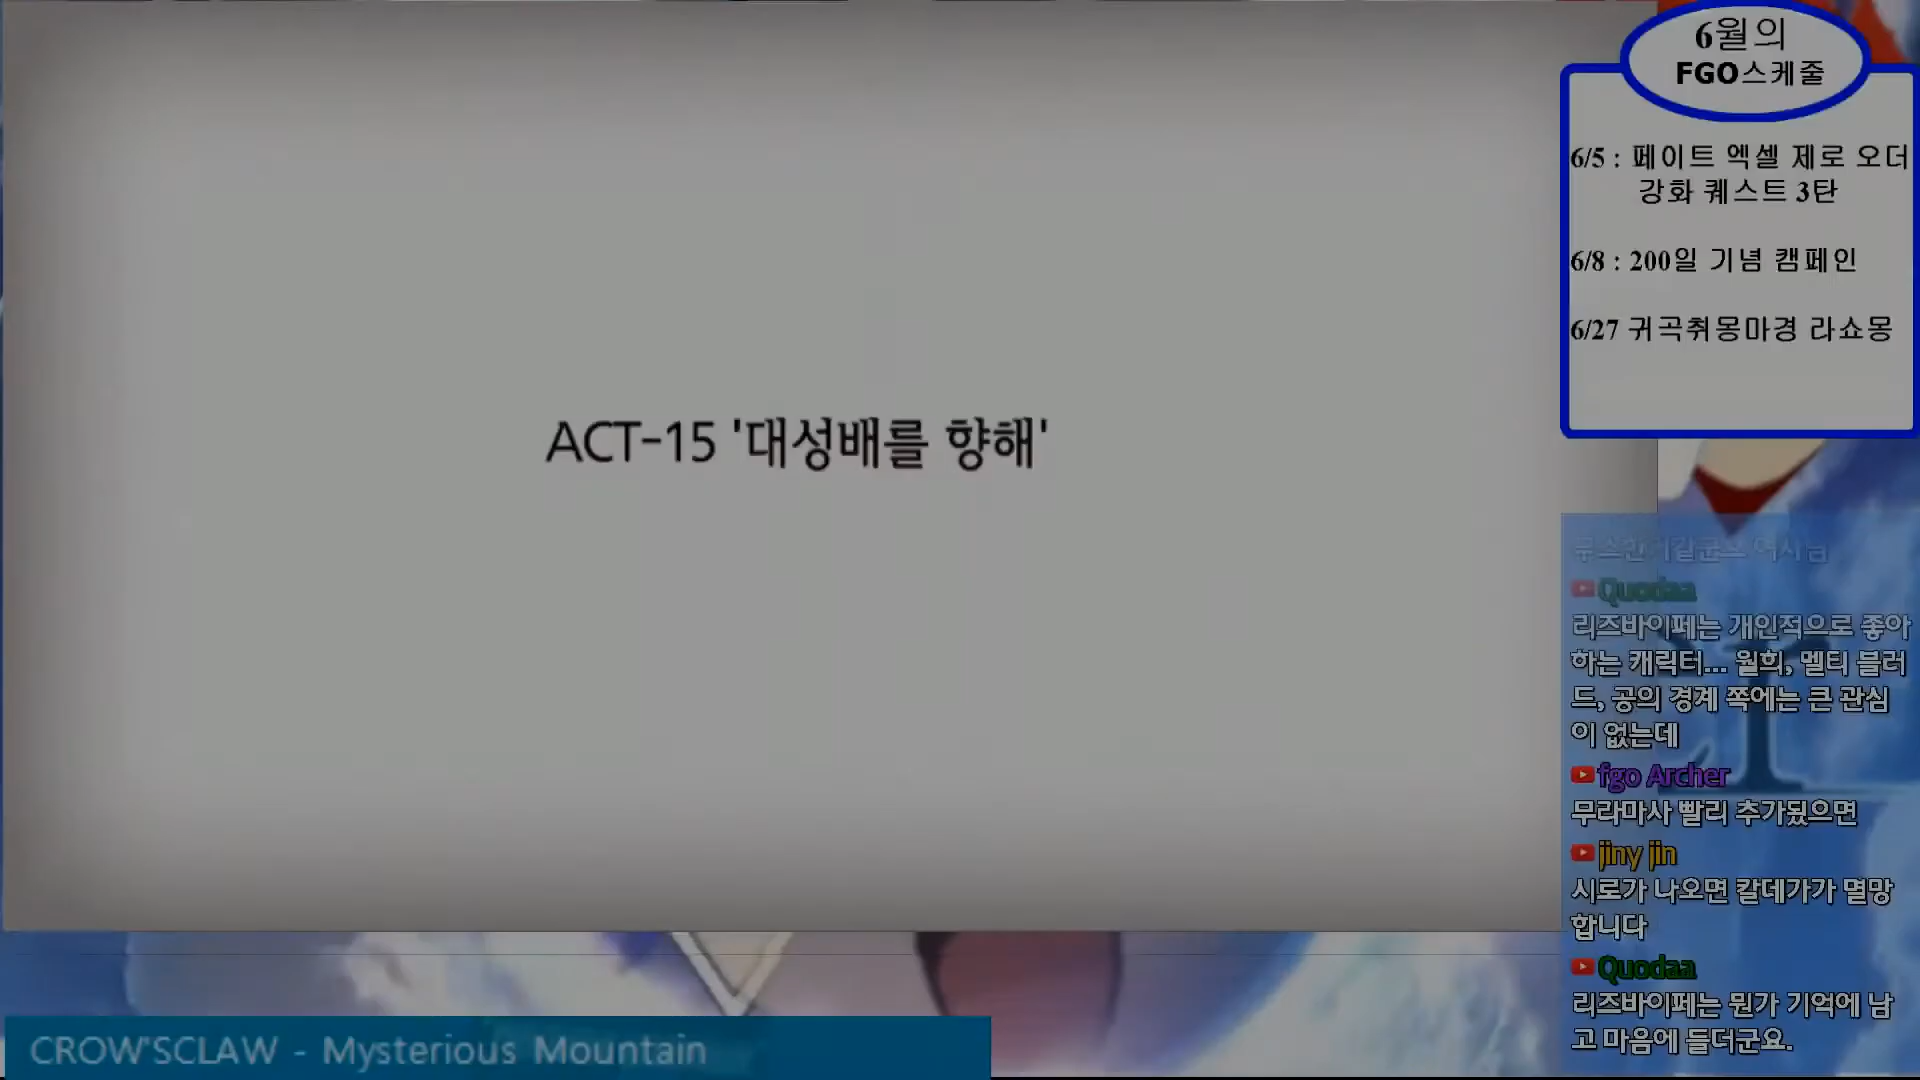 6월의
FGO스케줄
6/5 : 페이트 엑셀 제로 오더
강화 퀘스트 3탄
6/8 : 200일 기념 캠페인
6/27 귀곡취몽마경 라쇼몽
ACT-15 '대성배를 향해'
Quodaa
리즈바이페는 개인적으로 좋아
하는 캐릭터... 월희, 멜티 블러
드, 공의 경계 쪽에는 큰 관심
이 없는데
fgo Archer
무라마사 빨리 추가됬으면
jiny jin
시로가 나오면 칼데가가 멸망
합니다
Quodaa
리즈바이페는 뭔가 기억에 남
고 마음에 들더군요.
CROW'SCLAW - Mysterious Mountain